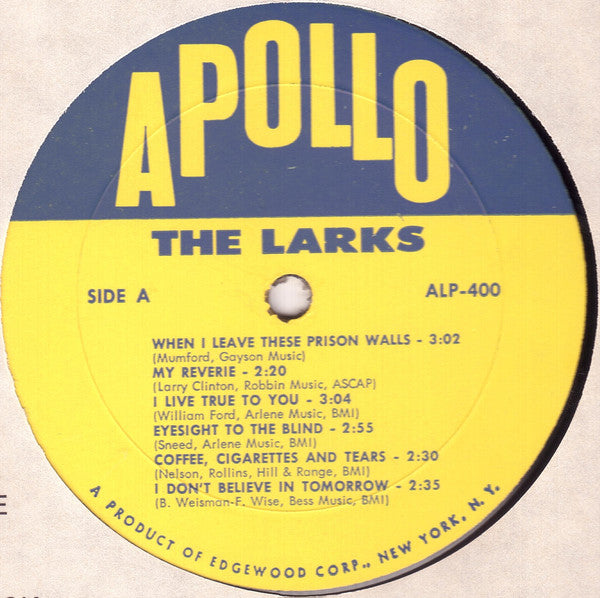 APOLLO
THE LARKS
SIDE A
ALP-400
WHEN I LEAVE THESE PRISON WALLS - 3:02
(Mumford, Gayson Music)
MY REVERIE - 2:20
(Larry Clinton, Robbin Music, ASCAP)
I LIVE TRUE TO YOU - 3:04
(William Ford, Arlene Music, BMI)
EYESIGHT TO THE BLIND - 2:55
(Sneed, Arlene Music, BMI)
COFFEE, CIGARETTES AND TEARS - 2:30
(Nelson, Rollins, Hill & Range, BMI)
I DON'T BELIEVE IN TOMORROW - 2:35
(B. Weisman-F. Wise, Bess Music, BMI)
A PRODUCT OF EDGEWOOD CORP., NEW YORK, N. Y.